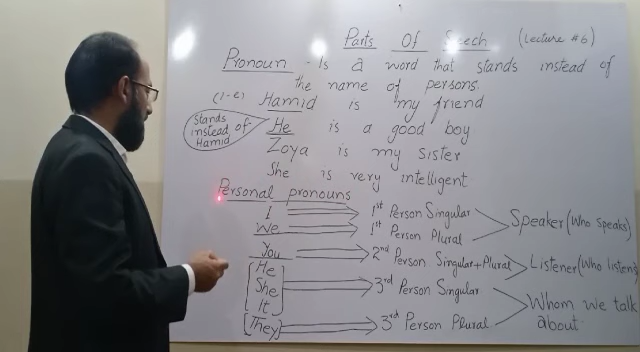 Parts Of Speech (Lecture #6)
Pronoun - Is a word that stands instead of
the name of persons.
(i-e) Hamid is my friend
Stands instead of Hamid
He is a good boy
Zoya is my Sister
She is very intelligent
Personal pronouns
I 1st Person Singular
We 1st Person Plural
Speaker (Who speaks)
You 2nd Person Singular + Plural Listener (Who listens)
He
She 3rd Person Singular
It
Whom we talk about
They 3rd Person Plural